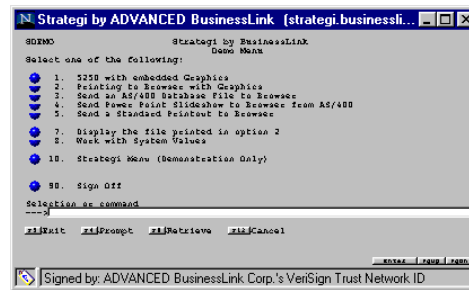 Strategi by ADVANCED BusinessLink (strategi.businessli...
SDEMO Strategi by BusinessLink
Demo Menu
Select one of the following:
1. 5250 with embedded Graphics
2. Printing to Browser with Graphics
3. Send an AS/400 Database File to Browser
4. Send Power Point Slideshow to Browser from AS/400
5. Send a Standard Printout to Browser
7. Display the file printed in option 2
8. Work with System Values
10. Strategi Menu (Demonstration Only)
90. Sign Off
Selection or command
--->
F3 Exit F4 Prompt Retrieve F12 Cancel
Enter PgUp PgDn
Signed by: ADVANCED BusinessLink Corp.'s VeriSign Trust Network ID